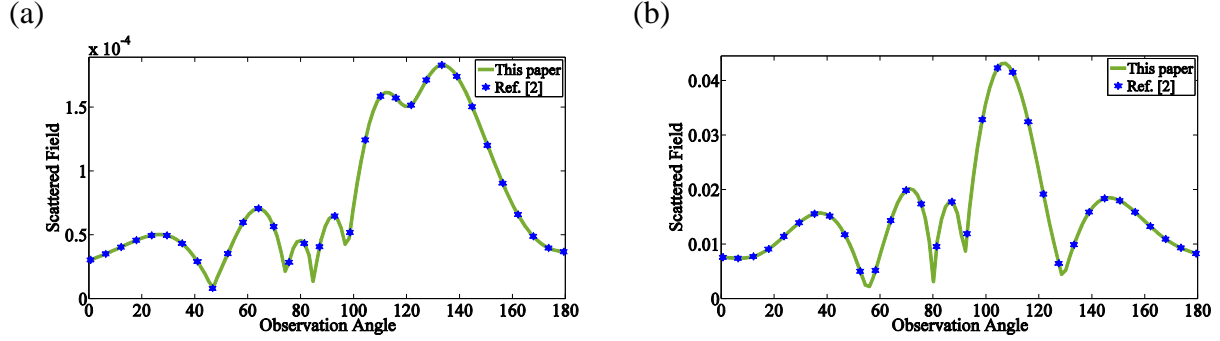 (a)
x 10-4
This paper
Ref. [2]
Scattered Field
1.5
1
0.5
0
0 20 40 60 80 100 120 140 160 180
Observation Angle
(b)
This paper
Ref. [2]
Scattered Field
0.04
0.03
0.02
0.01
0
0 20 40 60 80 100 120 140 160 180
Observation Angle